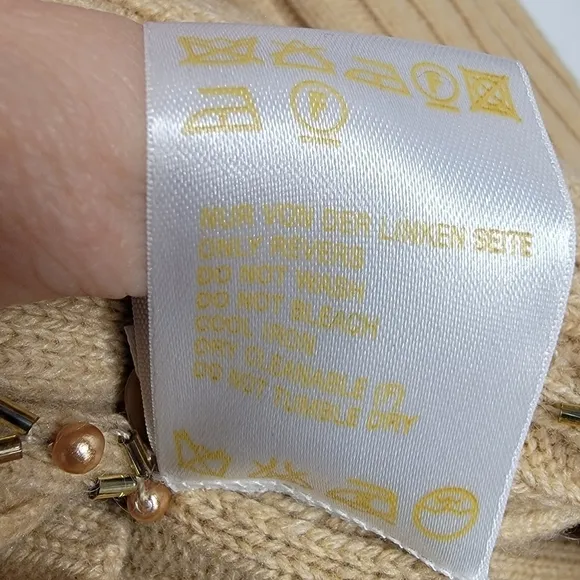 NUR VON DER LINKEN SEITE
ONLY REVERS
DO NOT WASH
DO NOT BLEACH
COOL IRON
DRY CLEANABLE (F)
DO NOT TUMBLE DRY